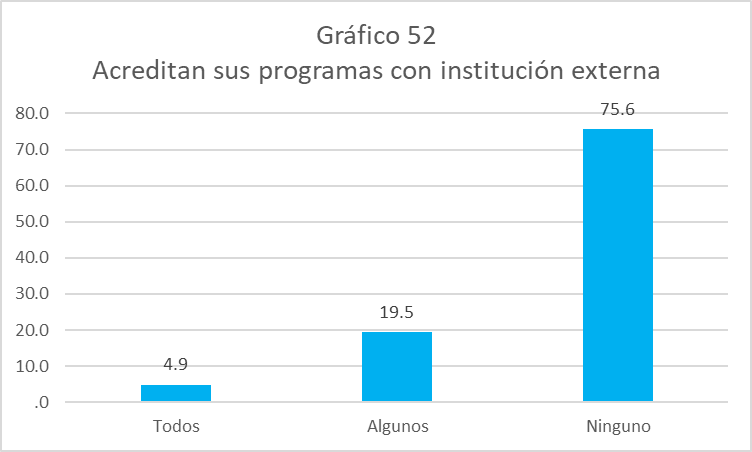 Gráfico 52
Acreditan sus programas con institución externa
80.0
70.0
60.0
50.0
40.0
30.0
20.0
10.0
.0
4.9
19.5
75.6
Todos
Algunos
Ninguno